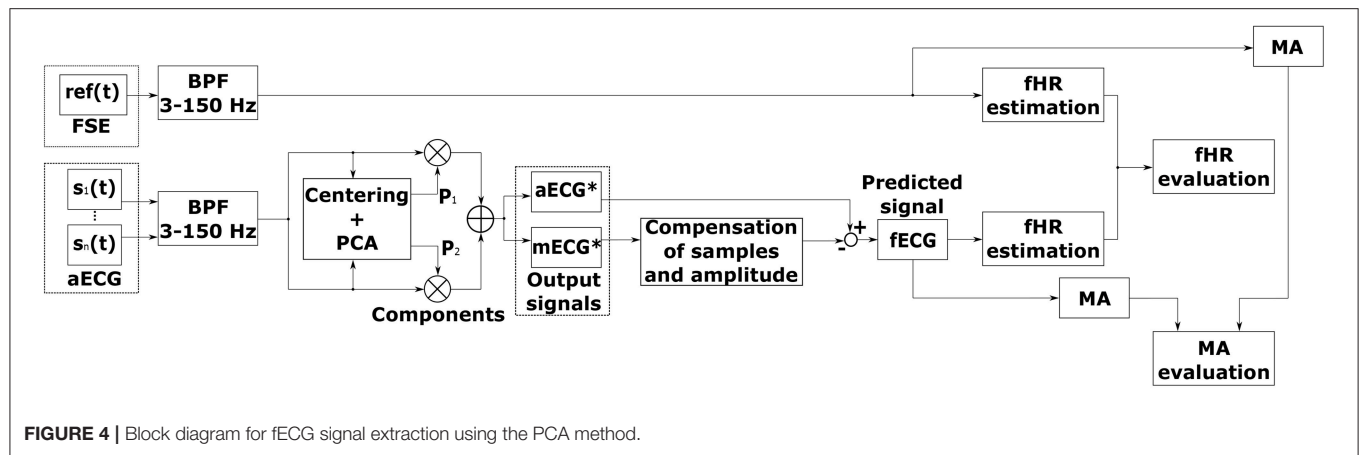 MA
ref(t)
FSE
BPF
3-150 Hz
fHR
estimation
fHR
evaluation
s₁(t)
⋮
sₙ(t)
aECG
BPF
3-150 Hz
Centering
+
PCA
P₁
P₂
Components
aECG*
mECG*
Output
signals
Compensation
of samples
and amplitude
+
-
Predicted
signal
fECG
fHR
estimation
MA
MA
evaluation
FIGURE 4 | Block diagram for fECG signal extraction using the PCA method.